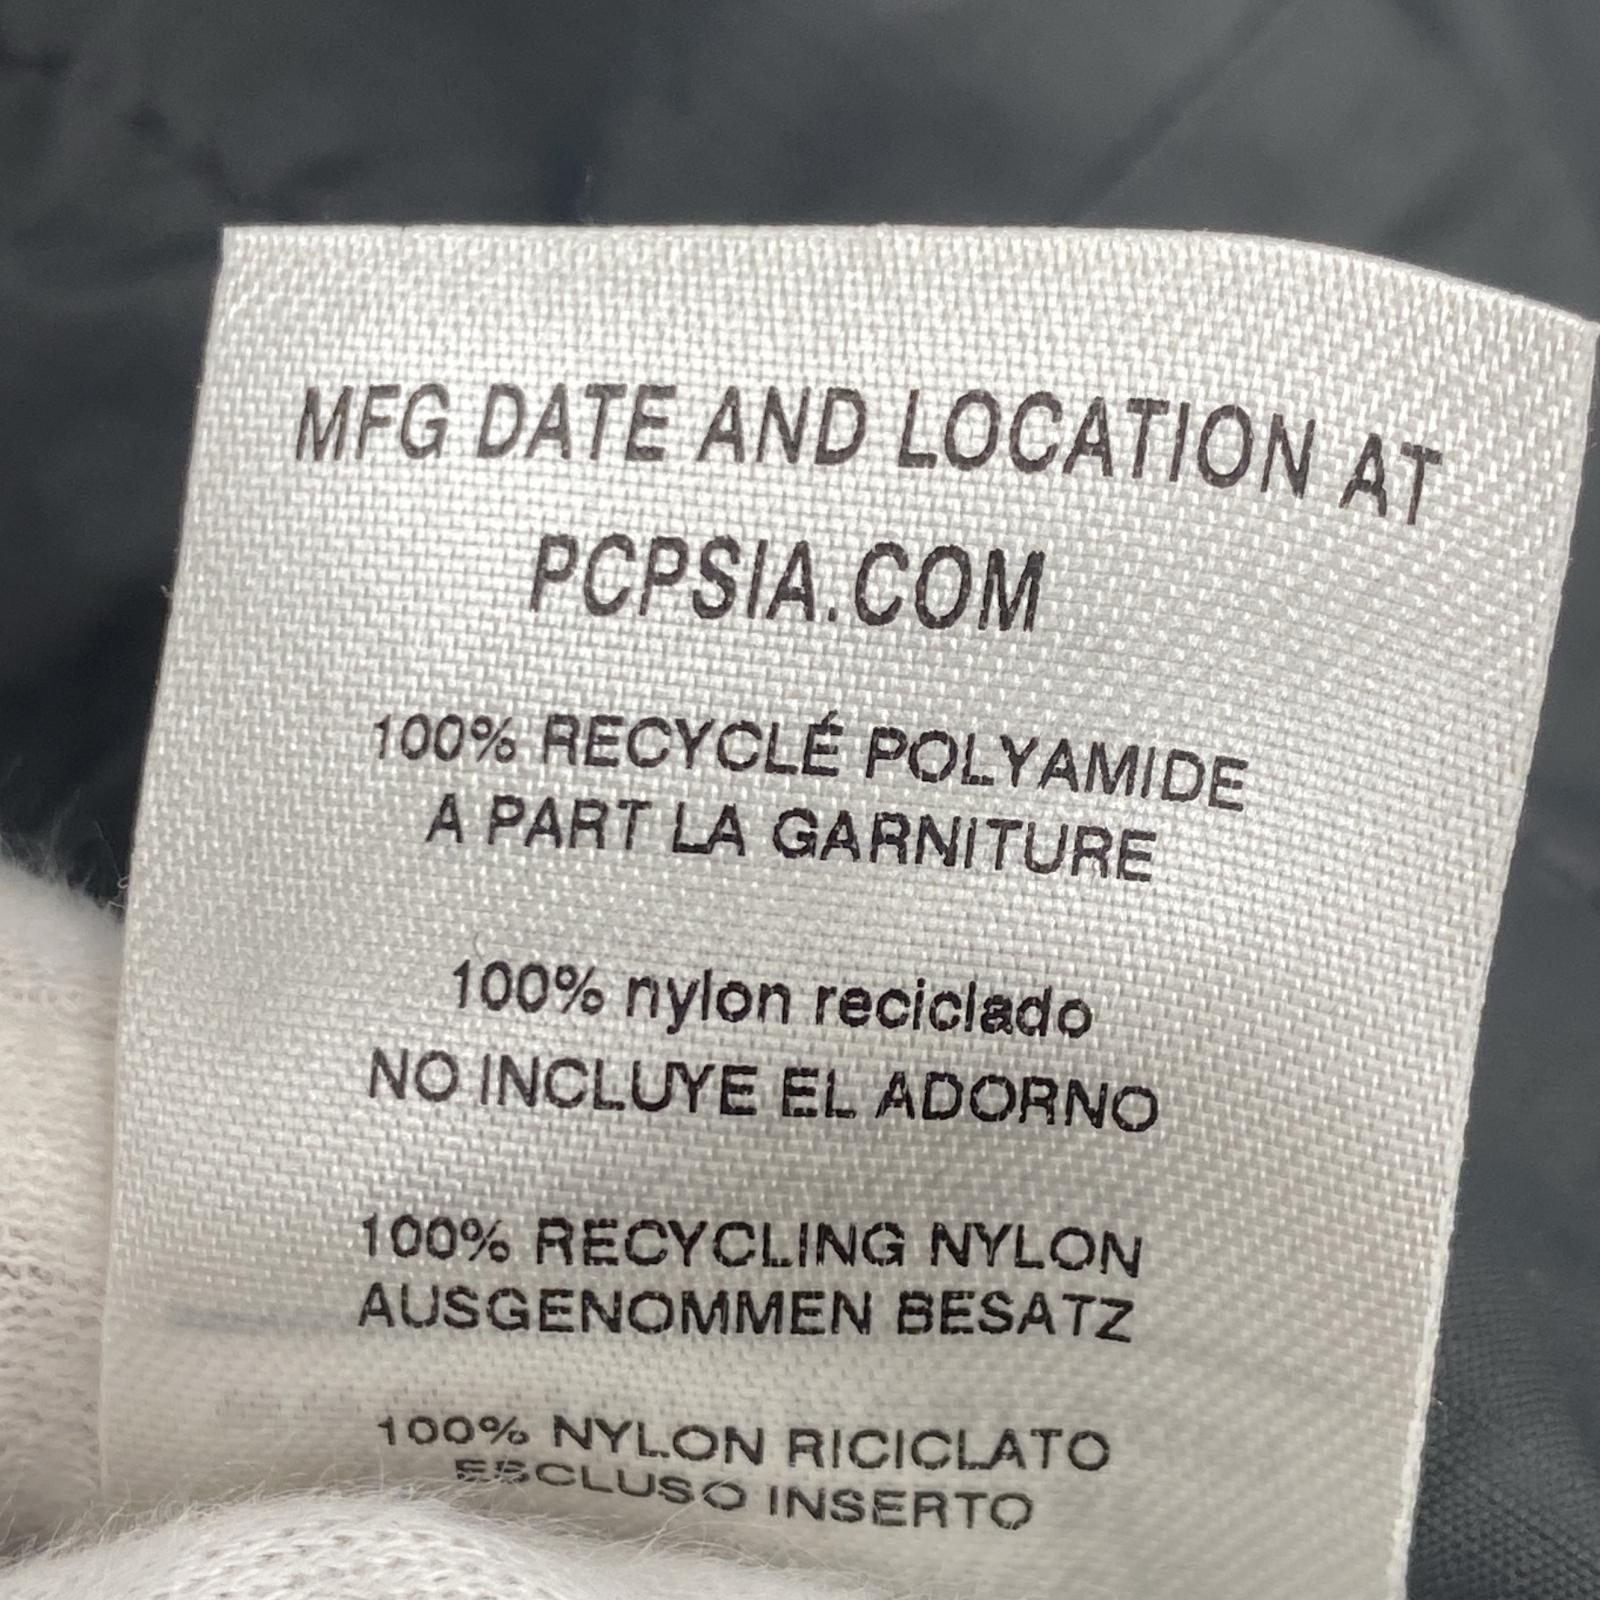 MFG DATE AND LOCATION AT
PCPSIA.COM
100% RECYCLÉ POLYAMIDE
A PART LA GARNITURE
100% nylon reciclado
NO INCLUYE EL ADORNO
100% RECYCLING NYLON
AUSGENOMMEN BESATZ
100% NYLON RICICLATO
ESCLUSO INSERTO